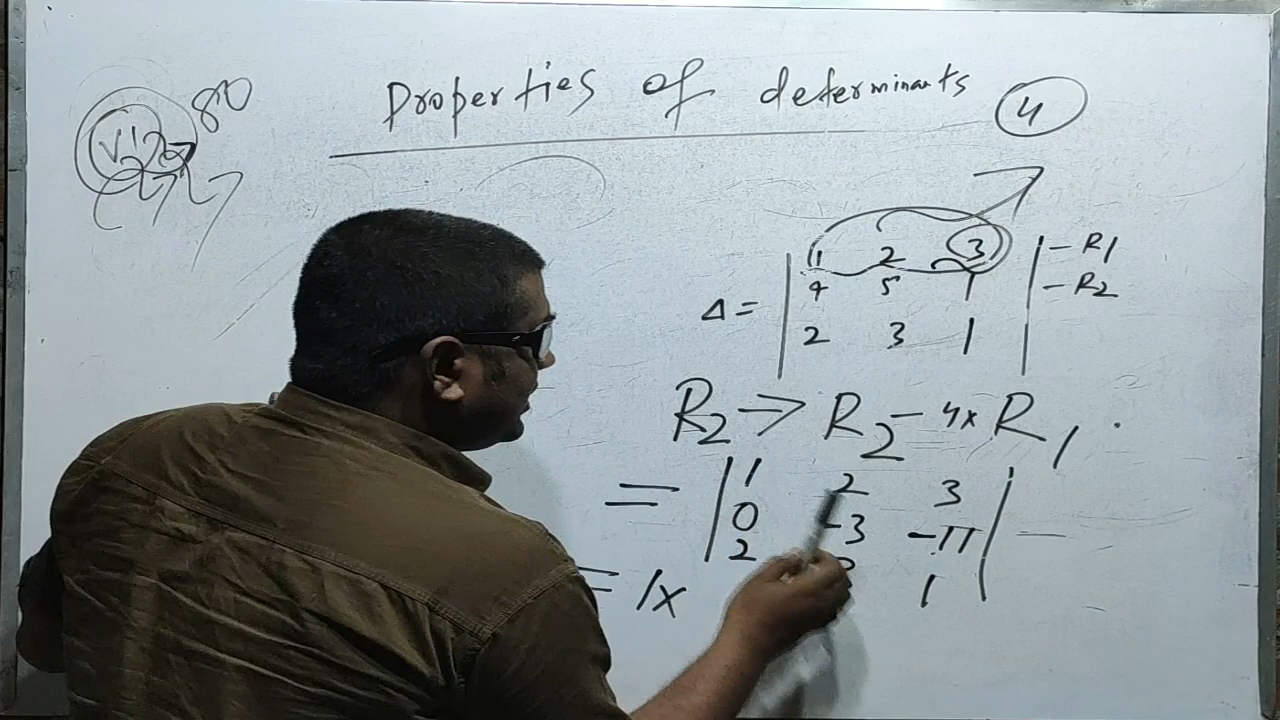 Properties of determinants 4
80
1 2 3 - R1
4 5 1 - R2
Δ =
2 3 1
R2 → R2 - 4x R1 .
= | 1 2 3 |
0 -3 -11
2 1
= 1x